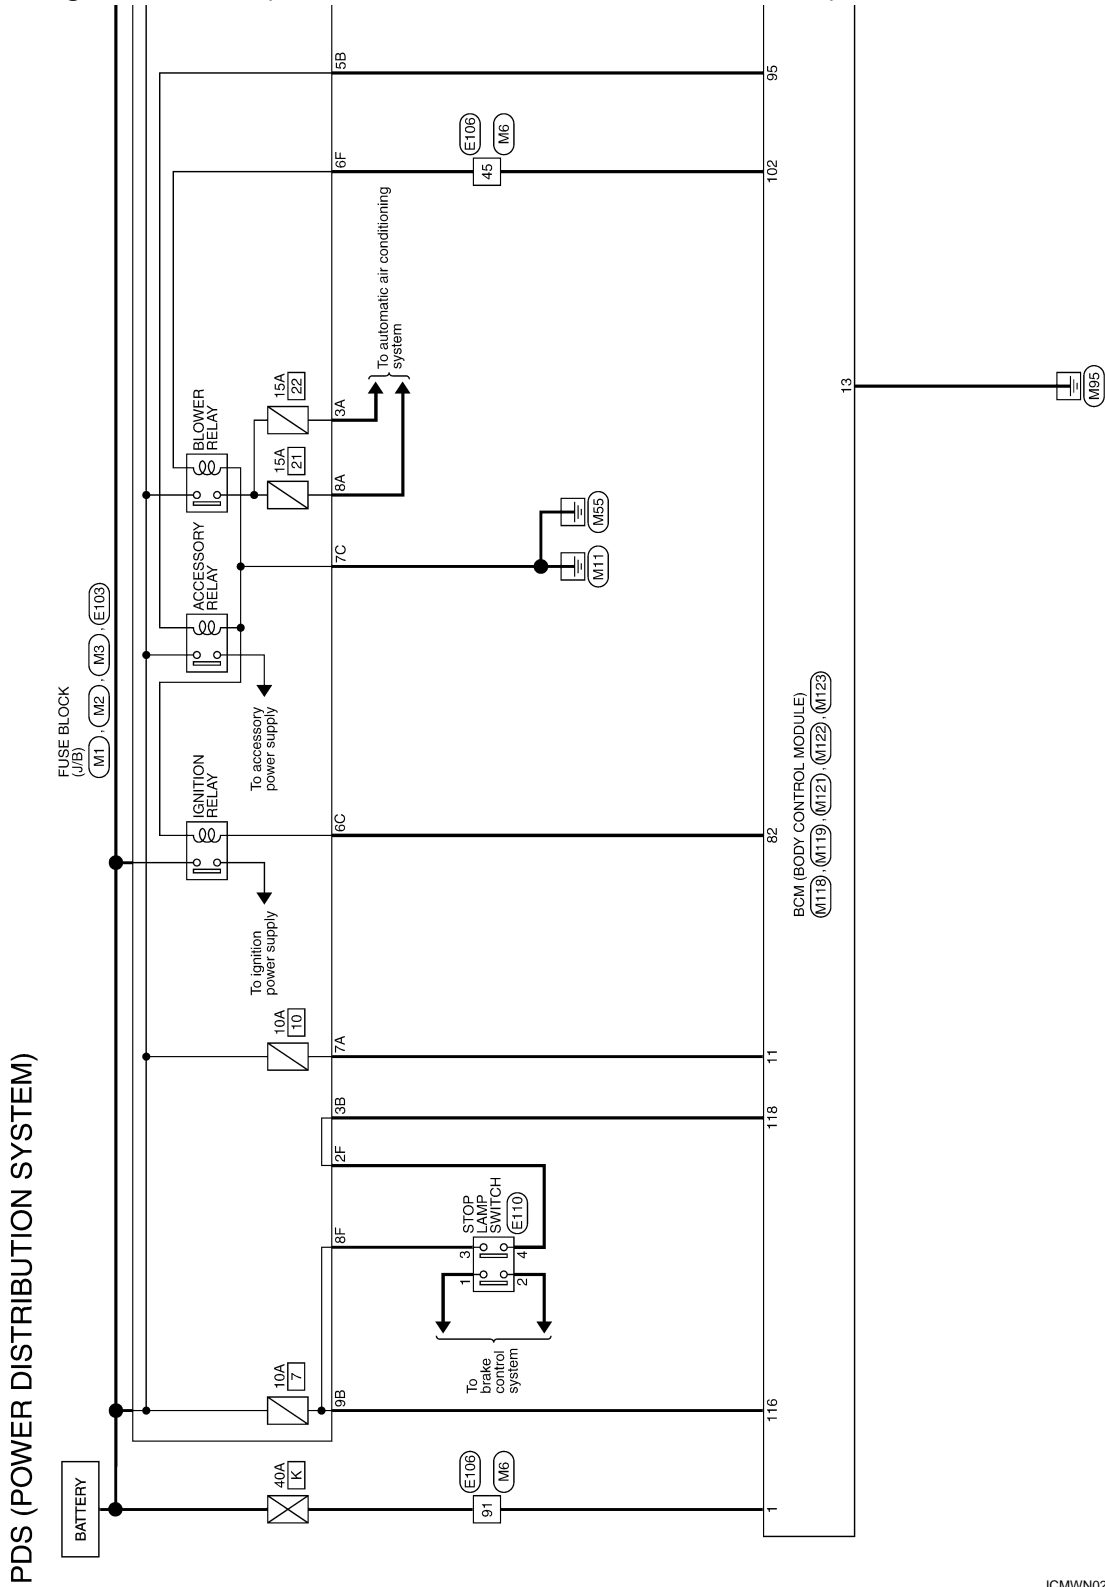 PDS (POWER DISTRIBUTION SYSTEM)
BATTERY
FUSE BLOCK
(J/B)
M1 , M2 , M3 , E103
IGNITION
RELAY
ACCESSORY
RELAY
BLOWER
RELAY
To ignition
power supply
To accessory
power supply
40A
K
10A
7
10A
10
15A
21
15A
22
9B
8F
2F
3B
7A
6C
7C
8A
3A
6F
5B
To automatic air conditioning
system
STOP
LAMP
SWITCH
E110
1
3
2
4
To
brake
control
system
91
E106
M6
45
E106
M6
M11
M55
1
116
118
11
82
102
95
BCM (BODY CONTROL MODULE)
M118 , M119 , M121 , M122 , M123
13
M95